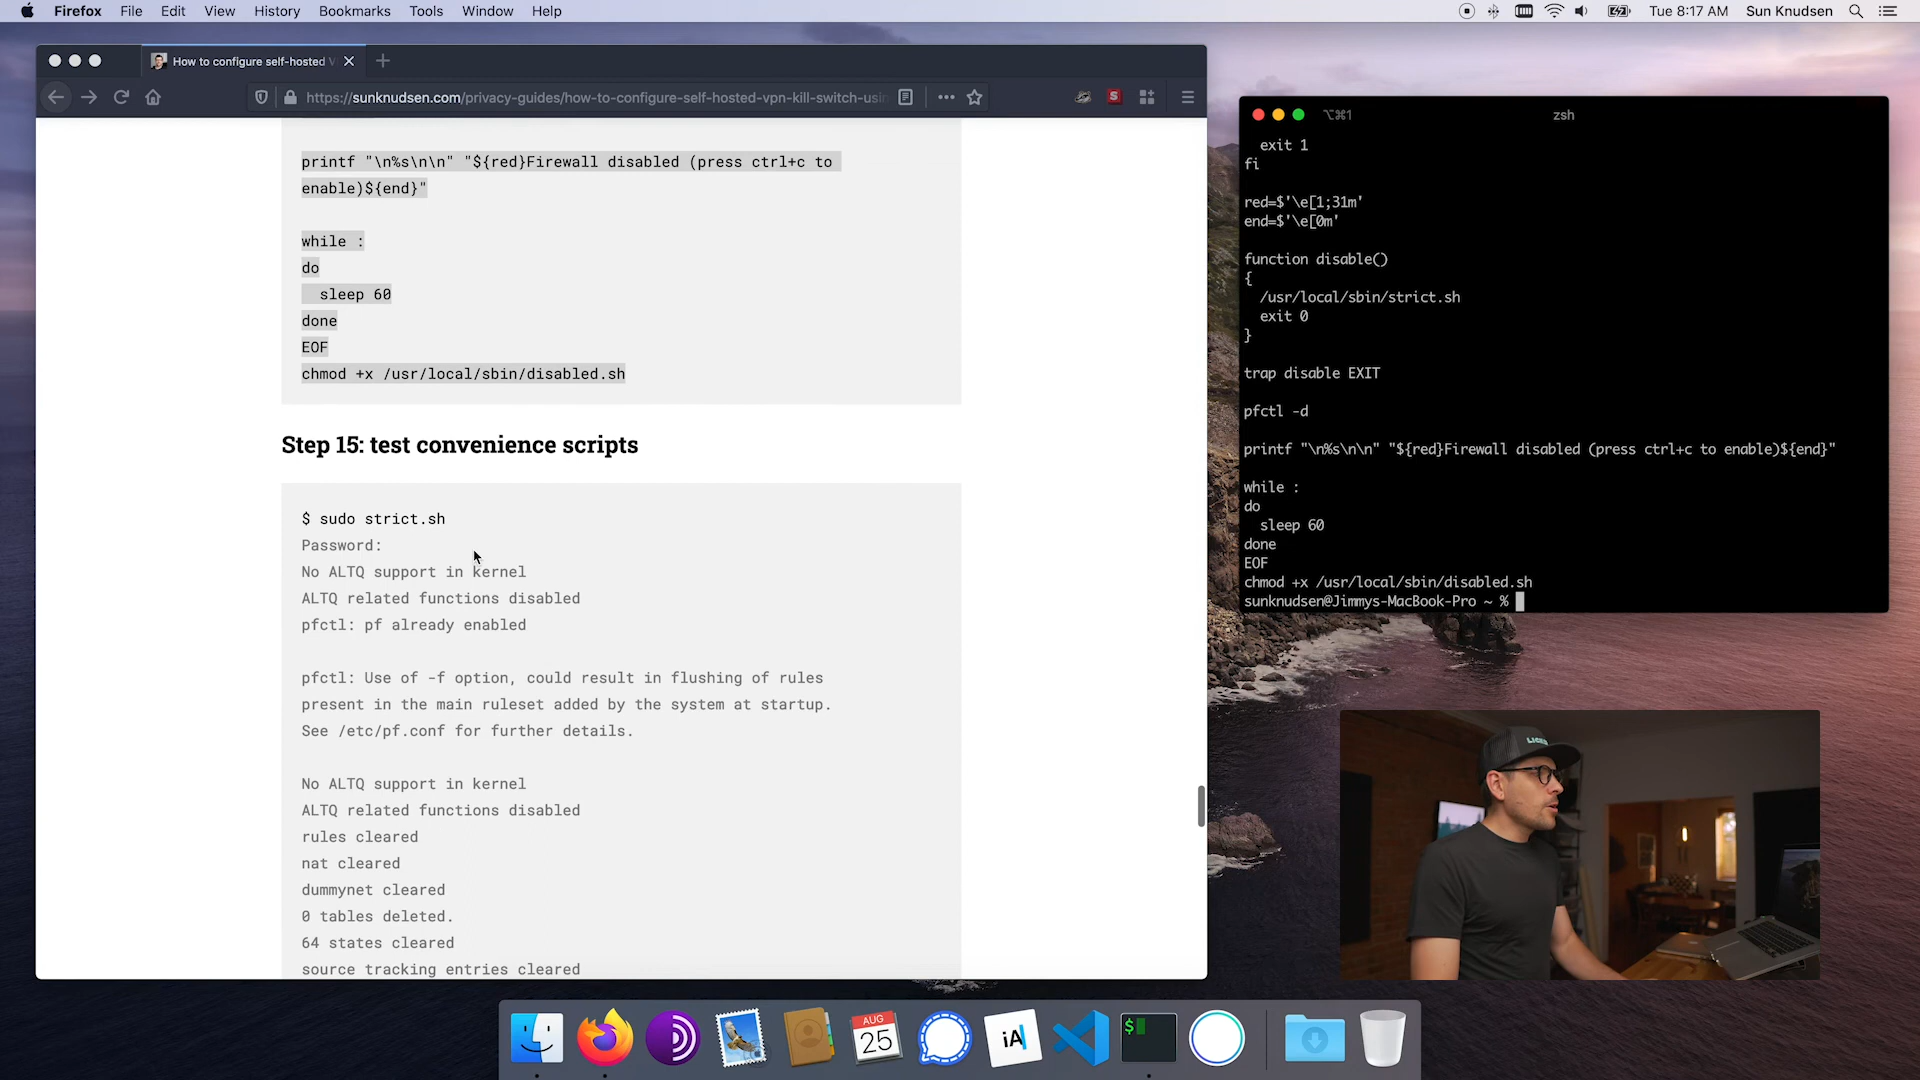 Firefox File Edit View History Bookmarks Tools Window Help
Tue 8:17 AM Sun Knudsen
How to configure self-hosted V
https://sunknudsen.com/privacy-guides/how-to-configure-self-hosted-vpn-kill-switch-usin
printf "\n%s\n\n" "${red}Firewall disabled (press ctrl+c to
enable)${end}"
while :
do
sleep 60
done
EOF
chmod +x /usr/local/sbin/disabled.sh
Step 15: test convenience scripts
$ sudo strict.sh
Password:
No ALTQ support in kernel
ALTQ related functions disabled
pfctl: pf already enabled
pfctl: Use of -f option, could result in flushing of rules
present in the main ruleset added by the system at startup.
See /etc/pf.conf for further details.
No ALTQ support in kernel
ALTQ related functions disabled
rules cleared
nat cleared
dummynet cleared
0 tables deleted.
64 states cleared
source tracking entries cleared
⌥⌘1 zsh
exit 1
fi
red=$'\e[1;31m'
end=$'\e[0m'
function disable()
{
/usr/local/sbin/strict.sh
exit 0
}
trap disable EXIT
pfctl -d
printf "\n%s\n\n" "${red}Firewall disabled (press ctrl+c to enable)${end}"
while :
do
sleep 60
done
EOF
chmod +x /usr/local/sbin/disabled.sh
sunknudsen@Jimmys-MacBook-Pro ~ %
AUG
25
iA
$